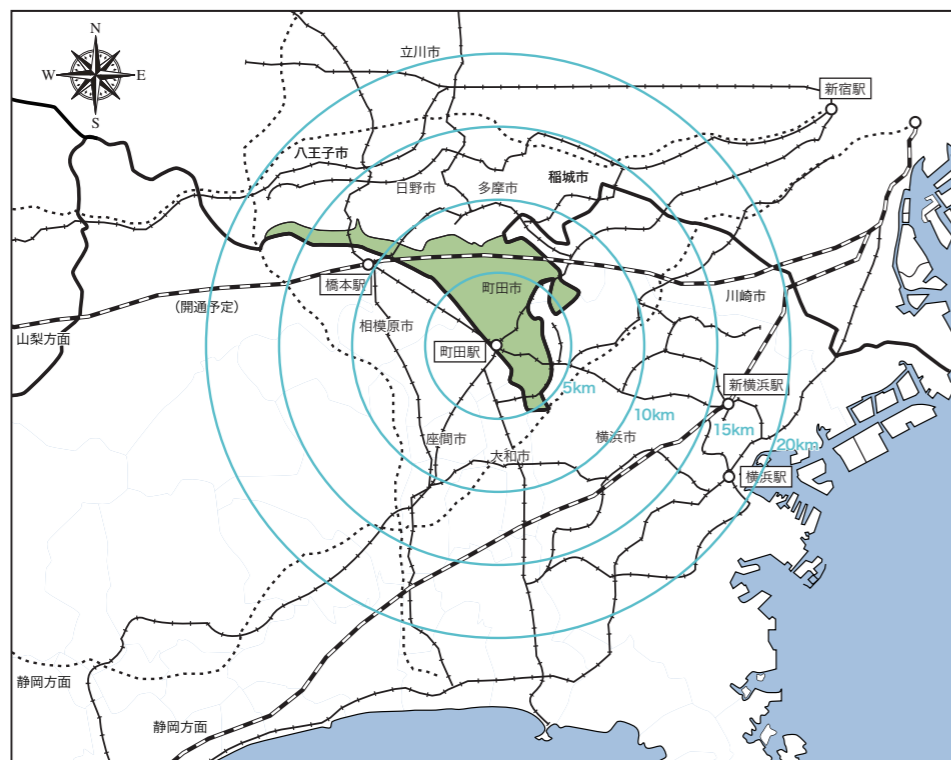 N
W
E
S
立川市
新宿駅
八王子市
稲城市
日野市
多摩市
橋本駅
町田市
川崎市
(開通予定)
相模原市
山梨方面
町田駅
5km
新横浜駅
10km
15km
座間市
横浜市
20km
大和市
横浜駅
静岡方面
静岡方面